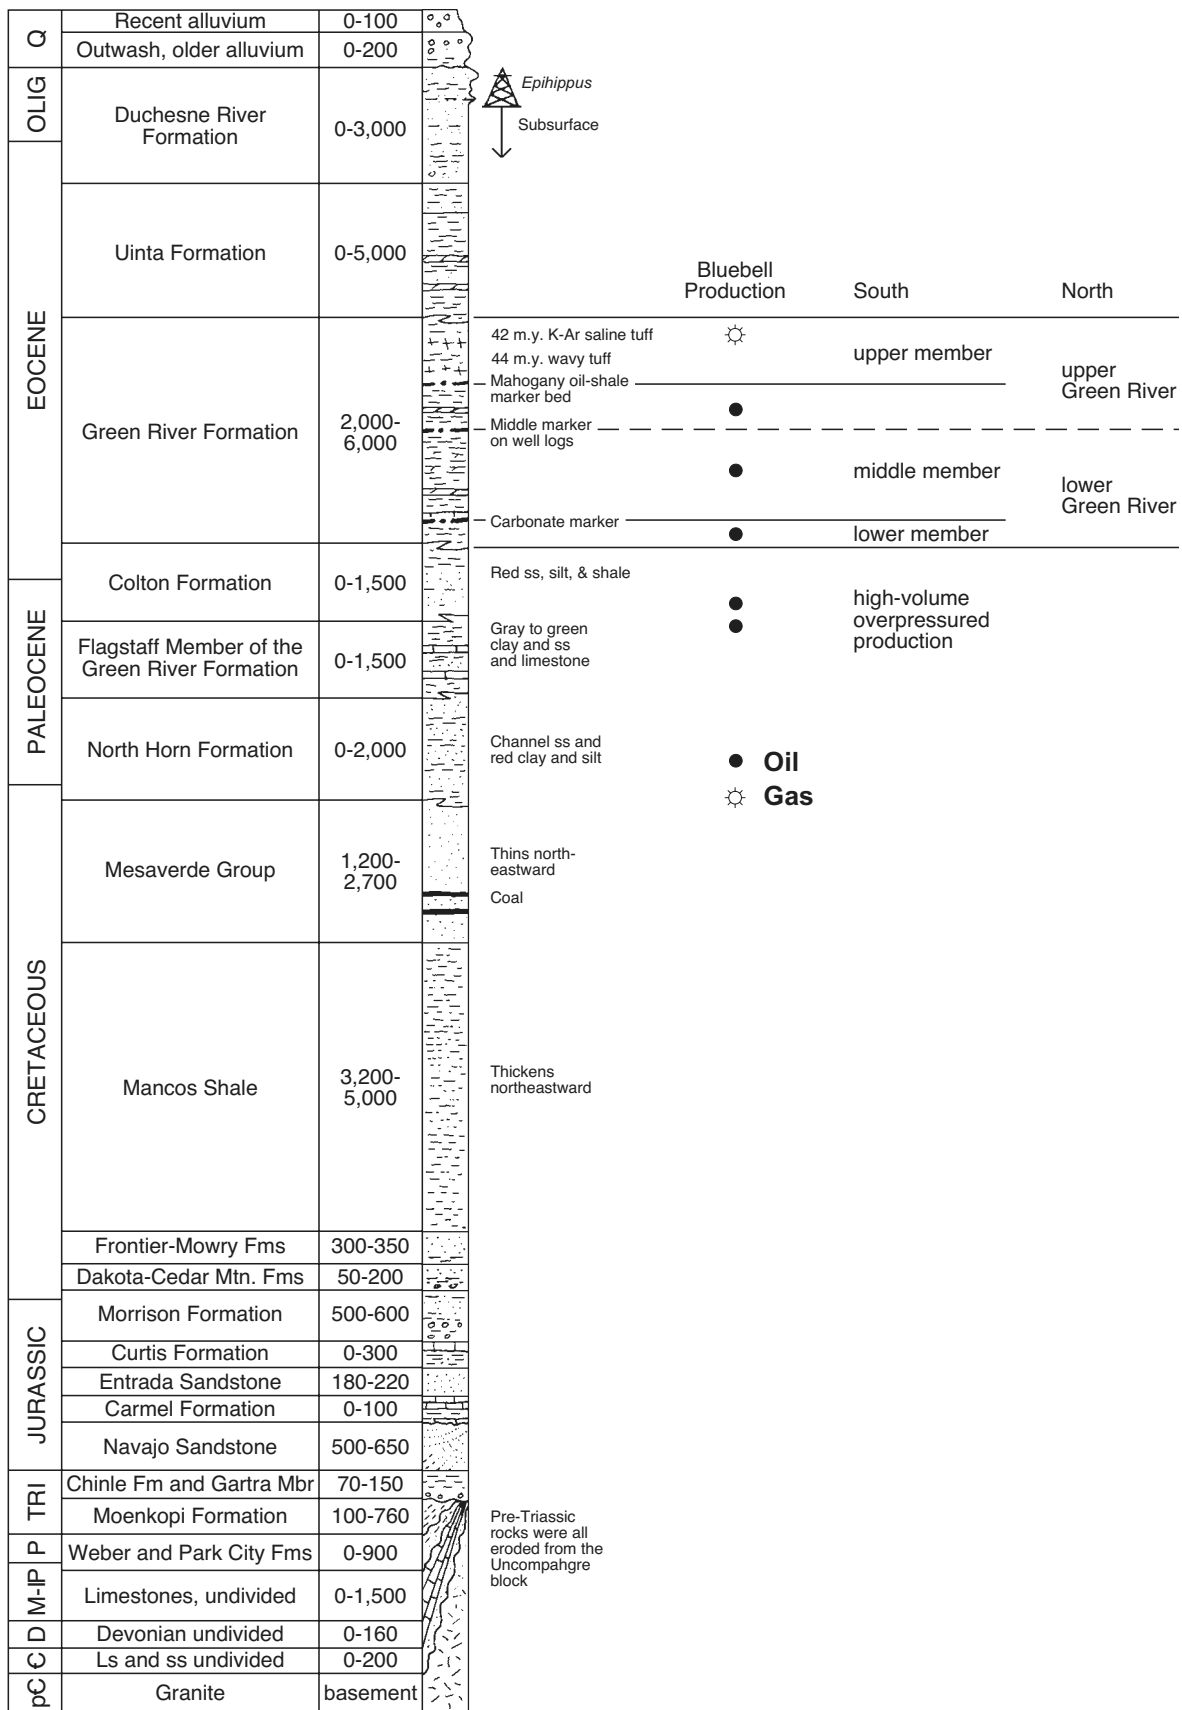 Q
Recent alluvium 0-100
Outwash, older alluvium 0-200
OLIG
Duchesne River
Formation
0-3,000
Epihippus
Subsurface
EOCENE
Uinta Formation 0-5,000
Bluebell
Production
South
North
Green River Formation
2,000-
6,000
42 m.y. K-Ar saline tuff
44 m.y. wavy tuff
Mahogany oil-shale
marker bed
Middle marker
on well logs
Carbonate marker
upper member
middle member
lower member
upper
Green River
lower
Green River
Colton Formation 0-1,500
Red ss, silt, & shale
high-volume
overpressured
production
PALEOCENE
Flagstaff Member of the
Green River Formation
0-1,500
Gray to green
clay and ss
and limestone
North Horn Formation 0-2,000
Channel ss and
red clay and silt
Oil
Gas
CRETACEOUS
Mesaverde Group
1,200-
2,700
Thins north-
eastward
Coal
Mancos Shale
3,200-
5,000
Thickens
northeastward
Frontier-Mowry Fms 300-350
Dakota-Cedar Mtn. Fms 50-200
JURASSIC
Morrison Formation 500-600
Curtis Formation 0-300
Entrada Sandstone 180-220
Carmel Formation 0-100
Navajo Sandstone 500-650
TRI
Chinle Fm and Gartra Mbr 70-150
Moenkopi Formation 100-760
Pre-Triassic
rocks were all
eroded from the
Uncompahgre
block
P
Weber and Park City Fms 0-900
M-IP
Limestones, undivided 0-1,500
D
Devonian undivided 0-160
Ꞓ
Ls and ss undivided 0-200
pꞒ
Granite basement